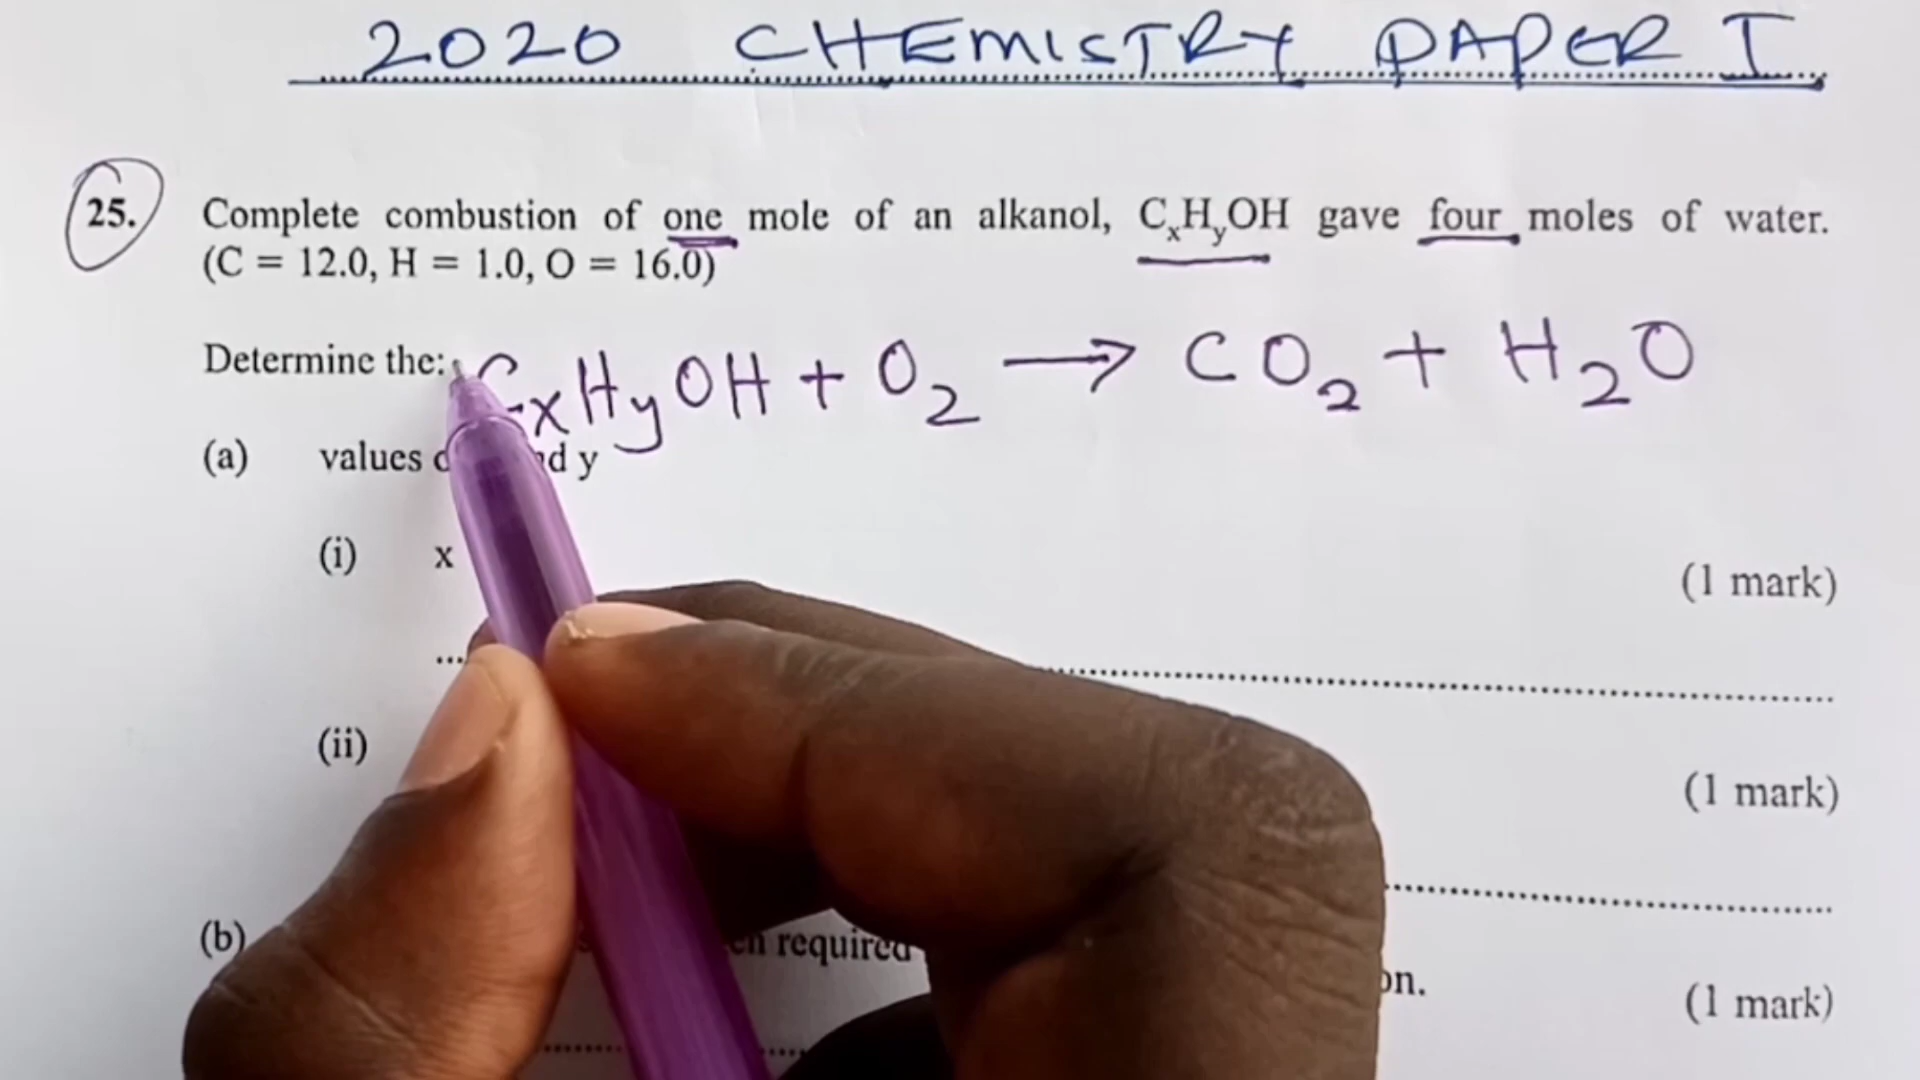 2020 CHEMISTRY PAPER I
25. Complete combustion of one mole of an alkanol, CxHyOH gave four moles of water.
(C = 12.0, H = 1.0, O = 16.0)
Determine the: CxHyOH + O2 → CO2 + H2O
(a) values y
(i) x (1 mark)
(ii) (1 mark)
(b) required
(1 mark)